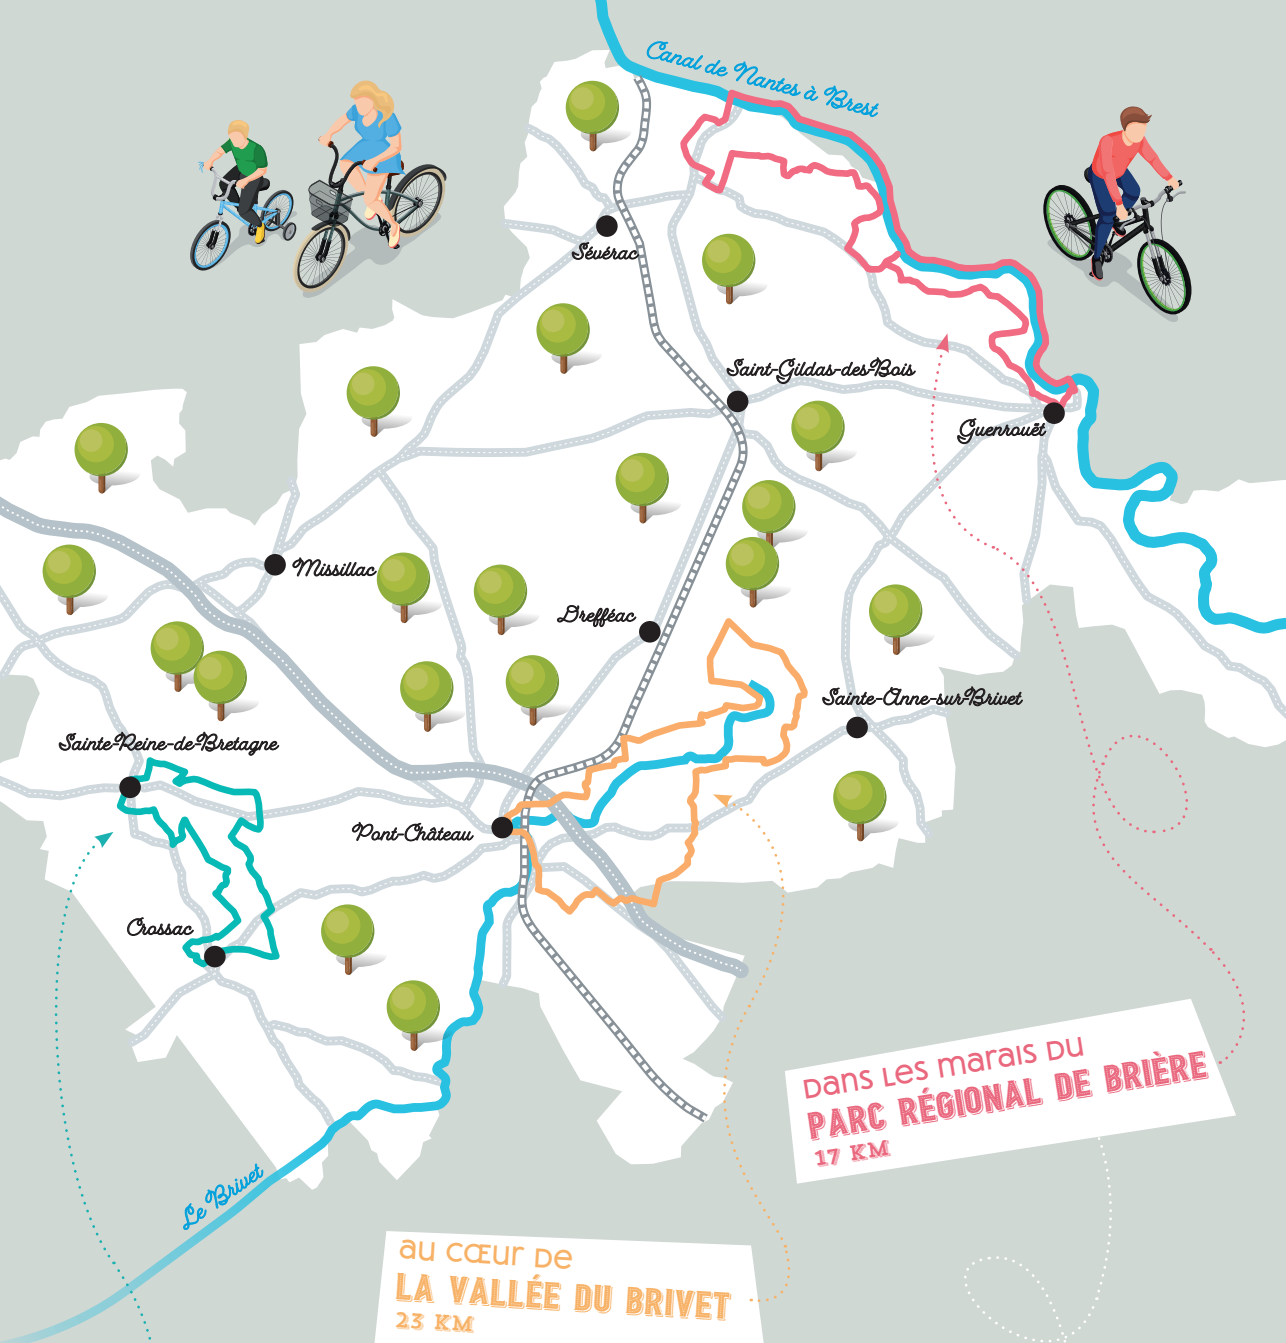 Canal de Nantes à Brest
Sévérac
Saint-Gildas-des-Bois
Guenrouët
Missillac
Drefféac
Sainte-Anne-sur-Brivet
Sainte-Reine-de-Bretagne
Pont-Château
Crossac
Le Brivet
Dans les marais du
PARC RÉGIONAL DE BRIÈRE
17 KM
au cœur de
LA VALLÉE DU BRIVET
23 KM